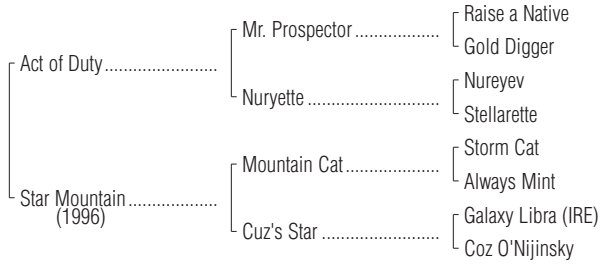 Raise a Native
Mr. Prospector
Gold Digger
Act of Duty
Nureyev
Nuryette
Stellarette
Storm Cat
Mountain Cat
Always Mint
Star Mountain
(1996)
Galaxy Libra (IRE)
Cuz's Star
Coz O'Nijinsky